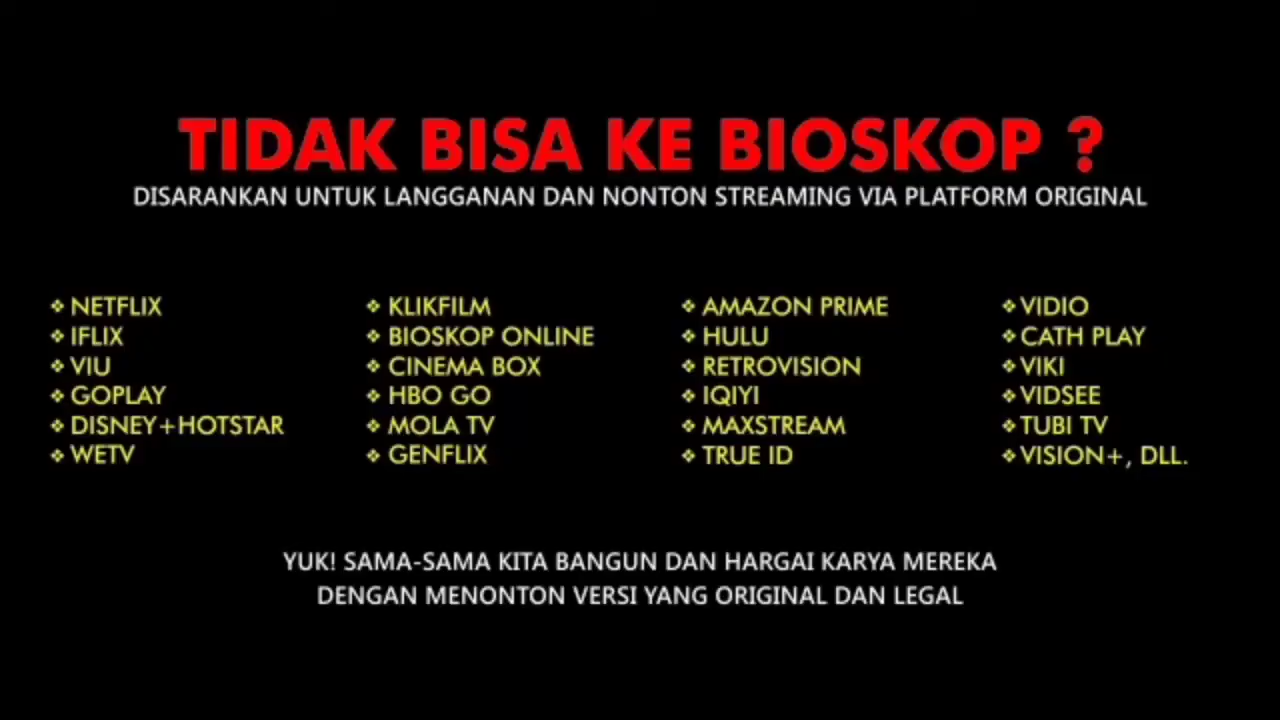 TIDAK BISA KE BIOSKOP ?
DISARANKAN UNTUK LANGGANAN DAN NONTON STREAMING VIA PLATFORM ORIGINAL
❖ NETFLIX
❖ IFLIX
❖ VIU
❖ GOPLAY
❖ DISNEY+HOTSTAR
❖ WETV
❖ KLIKFILM
❖ BIOSKOP ONLINE
❖ CINEMA BOX
❖ HBO GO
❖ MOLA TV
❖ GENFLIX
❖ AMAZON PRIME
❖ HULU
❖ RETROVISION
❖ IQIYI
❖ MAXSTREAM
❖ TRUE ID
❖ VIDIO
❖ CATH PLAY
❖ VIKI
❖ VIDSEE
❖ TUBI TV
❖ VISION+, DLL.
YUK! SAMA-SAMA KITA BANGUN DAN HARGAI KARYA MEREKA
DENGAN MENONTON VERSI YANG ORIGINAL DAN LEGAL